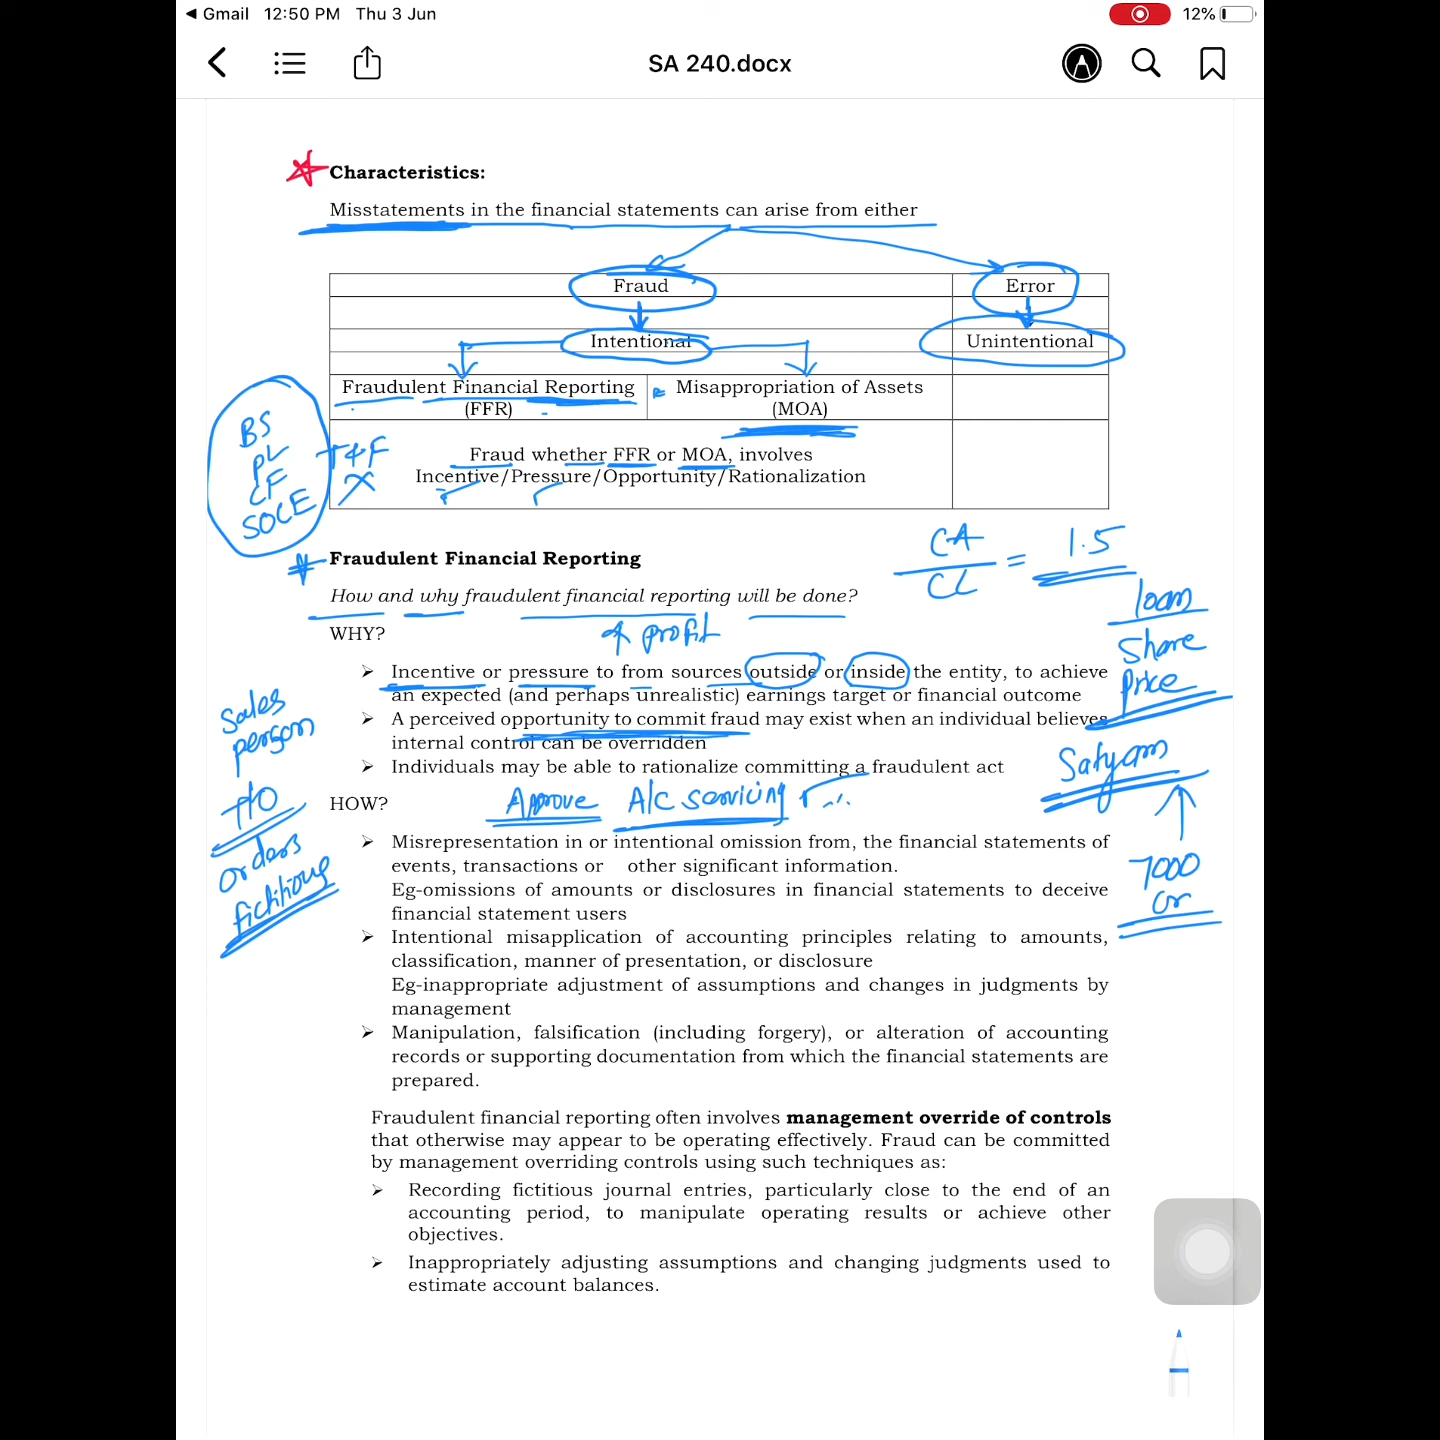 Gmail 12:50 PM Thu 3 Jun 12%
SA 240.docx
Characteristics:
Misstatements in the financial statements can arise from either
Fraud Error
Intentional Unintentional
Fraudulent Financial Reporting Misappropriation of Assets
(FFR) (MOA)
BS
PL
CF
SOCE
T&F
X
Fraud whether FFR or MOA, involves
Incentive/Pressure/Opportunity/Rationalization
CA
CL
= 1.5
Fraudulent Financial Reporting
How and why fraudulent financial reporting will be done?
loan
share
price
WHY?
profit
Incentive or pressure to from sources outside or inside the entity, to achieve
an expected (and perhaps unrealistic) earnings target or financial outcome
A perceived opportunity to commit fraud may exist when an individual believes
internal control can be overridden
Individuals may be able to rationalize committing a fraudulent act
Sales
person
T/O
orders
fictitious
Satyam
7000
cr
HOW?
Approve A/C servicing
Misrepresentation in or intentional omission from, the financial statements of
events, transactions or other significant information.
Eg-omissions of amounts or disclosures in financial statements to deceive
financial statement users
Intentional misapplication of accounting principles relating to amounts,
classification, manner of presentation, or disclosure
Eg-inappropriate adjustment of assumptions and changes in judgments by
management
Manipulation, falsification (including forgery), or alteration of accounting
records or supporting documentation from which the financial statements are
prepared.
Fraudulent financial reporting often involves management override of controls
that otherwise may appear to be operating effectively. Fraud can be committed
by management overriding controls using such techniques as:
Recording fictitious journal entries, particularly close to the end of an
accounting period, to manipulate operating results or achieve other
objectives.
Inappropriately adjusting assumptions and changing judgments used to
estimate account balances.